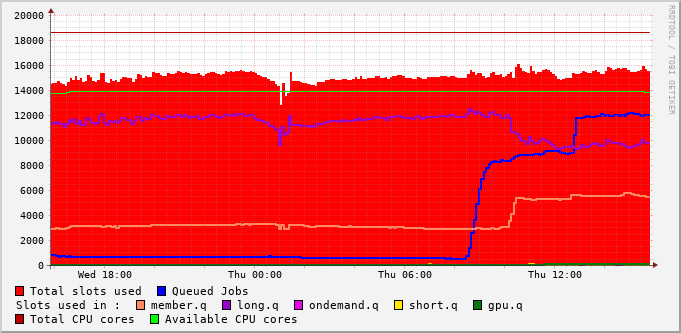 20000
18000
16000
14000
12000
10000
8000
6000
4000
2000
0
Wed 18:00 Thu 00:00 Thu 06:00 Thu 12:00
Total slots used Queued Jobs
Slots used in : member.q long.q ondemand.q short.q gpu.q
Total CPU cores Available CPU cores
RRDTOOL / TOBI OETIKER